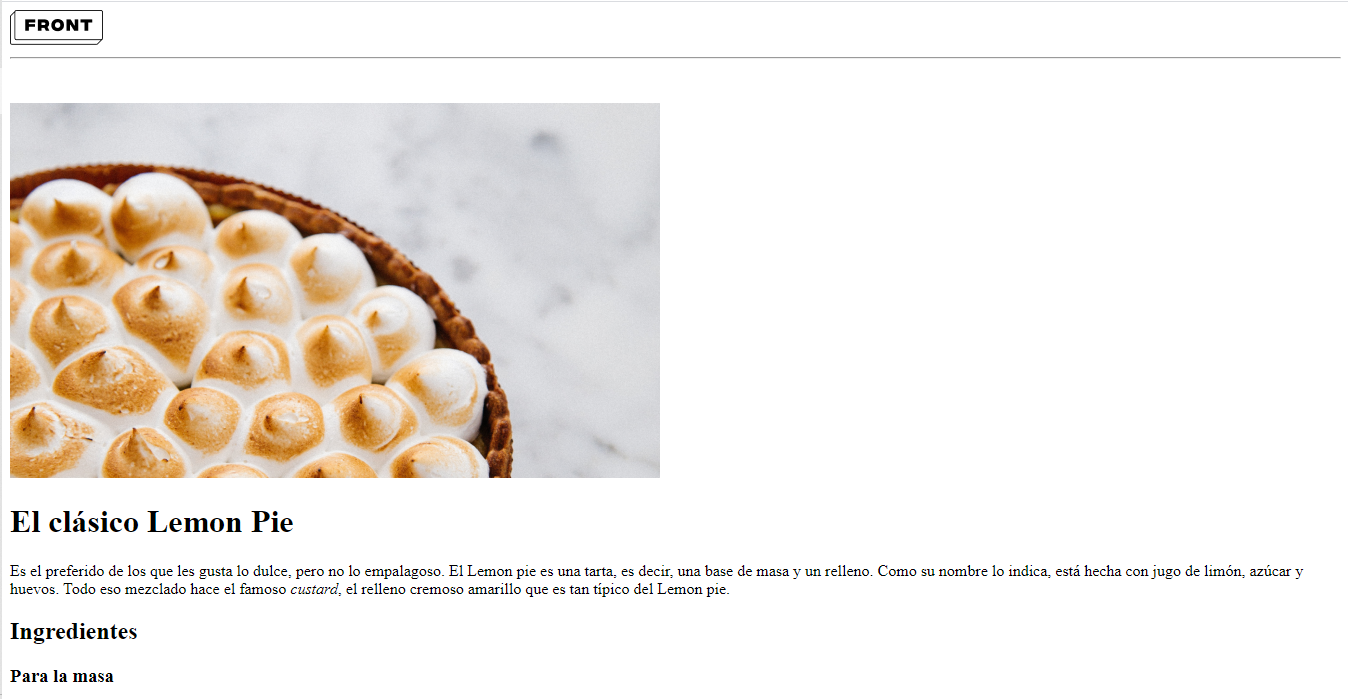 FRONT
El clásico Lemon Pie
Es el preferido de los que les gusta lo dulce, pero no lo empalagoso. El Lemon pie es una tarta, es decir, una base de masa y un relleno. Como su nombre lo indica, está hecha con jugo de limón, azúcar y
huevos. Todo eso mezclado hace el famoso custard, el relleno cremoso amarillo que es tan típico del Lemon pie.
Ingredientes
Para la masa